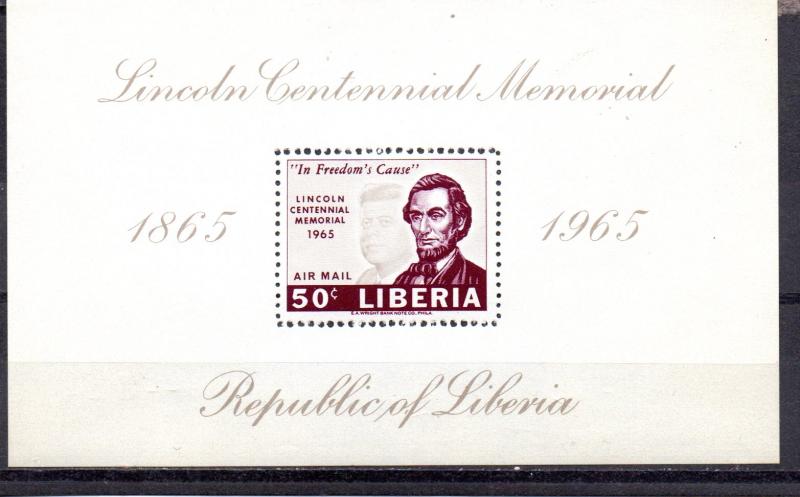 Lincoln Centennial Memorial
"In Freedom's Cause"
LINCOLN
CENTENNIAL
MEMORIAL
1965
1865
1965
AIR MAIL
50¢ LIBERIA
E.A. WRIGHT BANK NOTE CO., PHILA.
Republic of Liberia